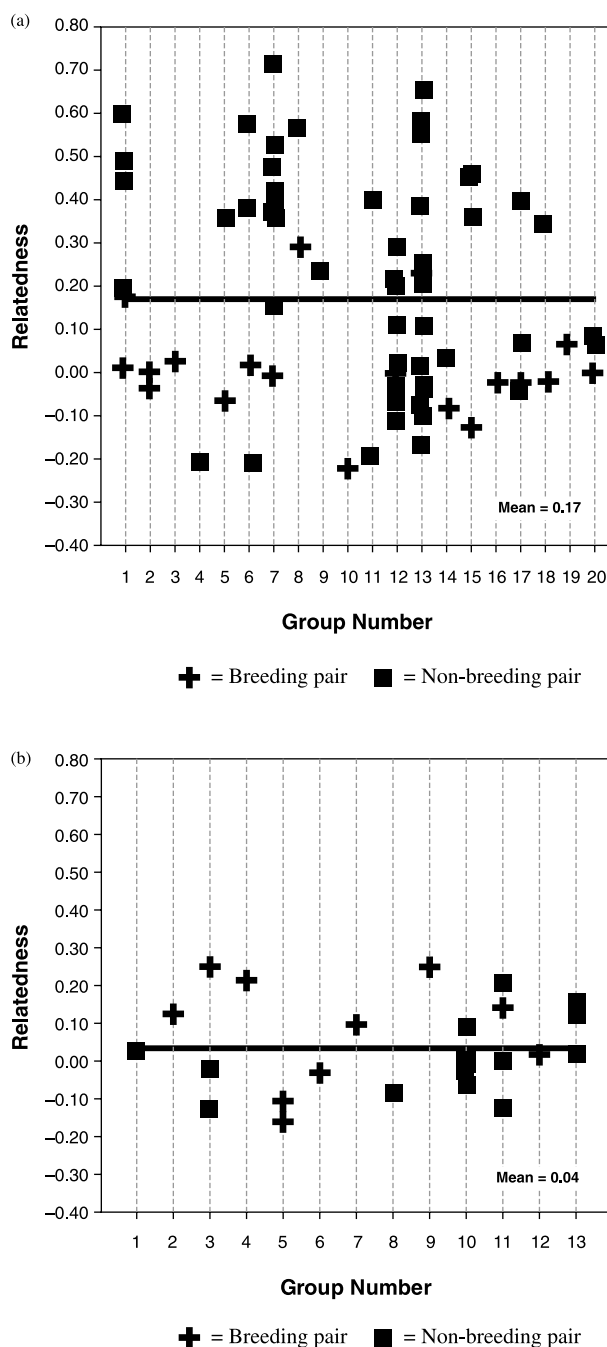 (a)
0.80
0.70
0.60
0.50
0.40
0.30
0.20
0.10
0.00
–0.10
–0.20
–0.30
–0.40
Relatedness
Mean = 0.17
1 2 3 4 5 6 7 8 9 10 11 12 13 14 15 16 17 18 19 20
Group Number
= Breeding pair = Non-breeding pair
(b)
0.80
0.70
0.60
0.50
0.40
0.30
0.20
0.10
0.00
–0.10
–0.20
–0.30
–0.40
Relatedness
Mean = 0.04
1 2 3 4 5 6 7 8 9 10 11 12 13
Group Number
= Breeding pair = Non-breeding pair